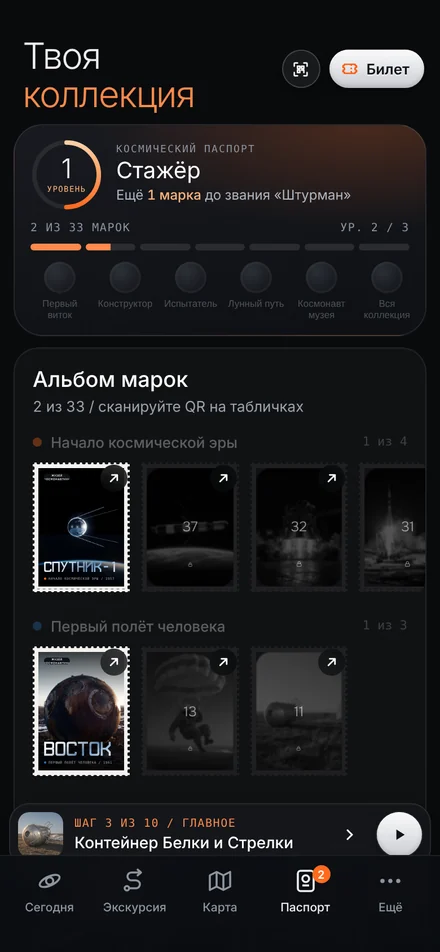 Твоя
коллекция
Билет
1
УРОВЕНЬ
КОСМИЧЕСКИЙ ПАСПОРТ
Стажёр
Ещё 1 марка до звания «Штурман»
2 ИЗ 33 МАРОК
УР. 2 / 3
Первый виток
Конструктор
Испытатель
Лунный путь
Космонавт музея
Вся коллекция
Альбом марок
2 из 33 / сканируйте QR на табличках
Начало космической эры
1 из 4
СПУТНИК-1
37
32
31
Первый полёт человека
1 из 3
ВОСТОК
13
11
ШАГ 3 ИЗ 10 / ГЛАВНОЕ
Контейнер Белки и Стрелки
2
Сегодня
Экскурсия
Карта
Паспорт
Ещё